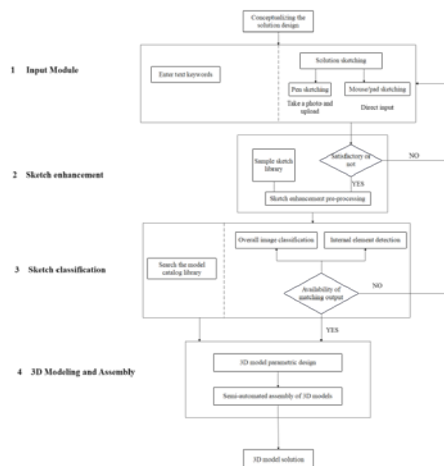 Conceptualizing the
solution design
1 Input Module
Enter text keywords
Solution sketching
Pen sketching
Mouse/pad sketching
Take a photo and
upload
Direct input
2 Sketch enhancement
Sample sketch
library
Satisfactory or
not
NO
YES
Sketch enhancement pre-processing
3 Sketch classification
Search the model
catalog library
Overall image classification
Internal element detection
Availability of
matching output
NO
YES
4 3D Modeling and Assembly
3D model parametric design
Semi-automated assembly of 3D models
3D model solution